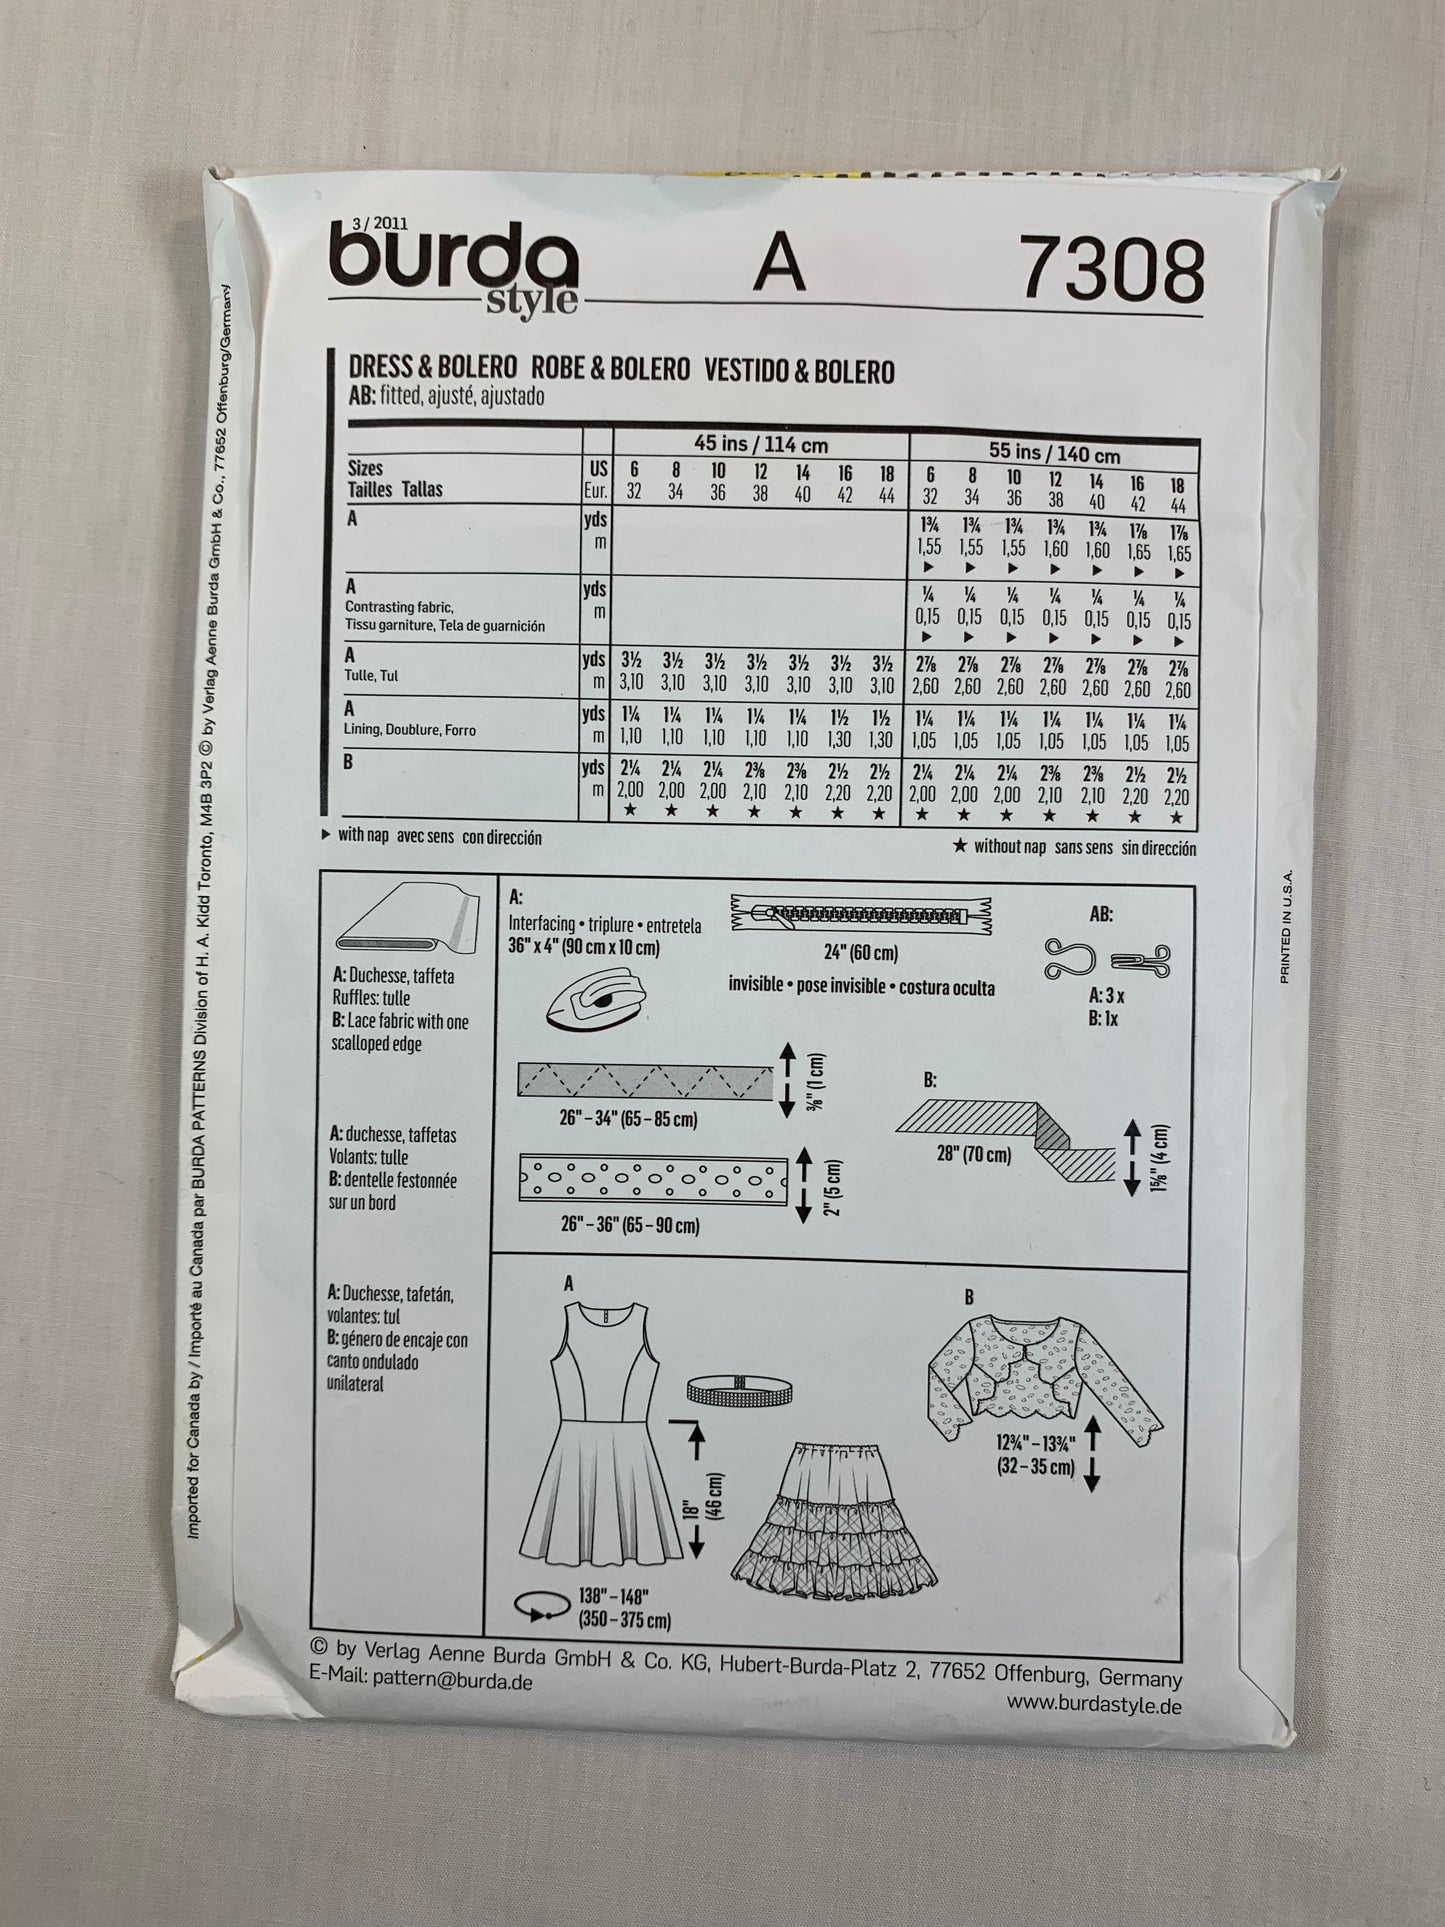 3/2011
burda
style
A
7308
DRESS & BOLERO ROBE & BOLERO VESTIDO & BOLERO
AB: fitted, ajusté, ajustado
45 ins / 114 cm 55 ins / 140 cm
Sizes US 6 8 10 12 14 16 18 6 8 10 12 14 16 18
Tailles Tallas Eur. 32 34 36 38 40 42 44 32 34 36 38 40 42 44
A yds 1¾ 1¾ 1¾ 1¾ 1¾ 1⅞ 1⅞
m 1,55 1,55 1,55 1,60 1,60 1,65 1,65
▶ ▶ ▶ ▶ ▶ ▶ ▶
A yds ¼ ¼ ¼ ¼ ¼ ¼ ¼
Contrasting fabric, m 0,15 0,15 0,15 0,15 0,15 0,15 0,15
Tissu garniture, Tela de guarnición ▶ ▶ ▶ ▶ ▶ ▶ ▶
A yds 3½ 3½ 3½ 3½ 3½ 3½ 3½ 2⅞ 2⅞ 2⅞ 2⅞ 2⅞ 2⅞ 2⅞
Tulle, Tul m 3,10 3,10 3,10 3,10 3,10 3,10 3,10 2,60 2,60 2,60 2,60 2,60 2,60 2,60
A yds 1¼ 1¼ 1¼ 1¼ 1¼ 1½ 1½ 1¼ 1¼ 1¼ 1¼ 1¼ 1¼ 1¼
Lining, Doublure, Forro m 1,10 1,10 1,10 1,10 1,10 1,30 1,30 1,05 1,05 1,05 1,05 1,05 1,05 1,05
B yds 2¼ 2¼ 2¼ 2⅜ 2⅜ 2½ 2½ 2¼ 2¼ 2¼ 2⅜ 2⅜ 2½ 2½
m 2,00 2,00 2,00 2,10 2,10 2,20 2,20 2,00 2,00 2,00 2,10 2,10 2,20 2,20
★ ★ ★ ★ ★ ★ ★ ★ ★ ★ ★ ★ ★ ★
▶ with nap avec sens con dirección
★ without nap sans sens sin dirección
A: Duchesse, taffeta
Ruffles: tulle
B: Lace fabric with one
scalloped edge
A: duchesse, taffetas
Volants: tulle
B: dentelle festonnée
sur un bord
A: Duchesse, tafetán,
volantes: tul
B: género de encaje con
canto ondulado
unilateral
A:
Interfacing • triplure • entretela
36" x 4" (90 cm x 10 cm)
24" (60 cm)
invisible • pose invisible • costura oculta
AB:
A: 3 x
B: 1x
26" – 34" (65 – 85 cm)
⅜" (1 cm)
26" – 36" (65 – 90 cm)
2" (5 cm)
B:
28" (70 cm)
1⅝" (4 cm)
A
18"
(46 cm)
138" – 148"
(350 – 375 cm)
B
12¾" – 13¾"
(32 – 35 cm)
© by Verlag Aenne Burda GmbH & Co. KG, Hubert-Burda-Platz 2, 77652 Offenburg, Germany
E-Mail: pattern@burda.de
www.burdastyle.de
Imported for Canada by / Importé au Canada par BURDA PATTERNS Division of H. A. Kidd Toronto, M4B 3P2 © by Verlag Aenne Burda GmbH & Co., 77652 Offenburg/Germany
PRINTED IN U.S.A.